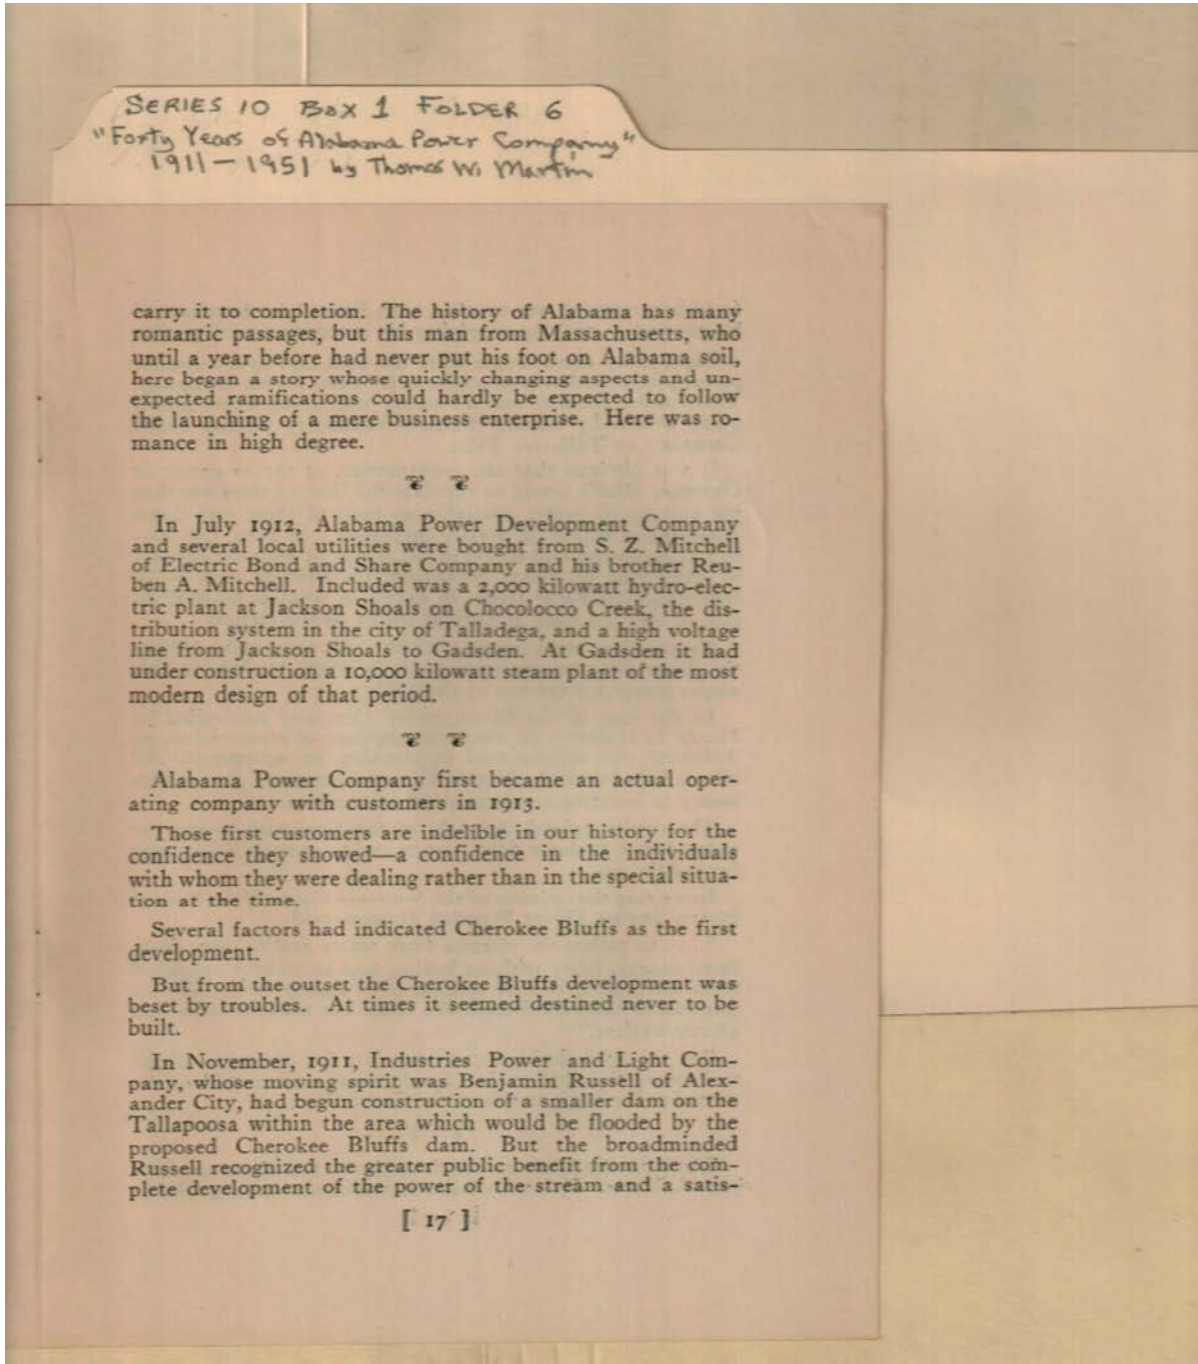 SERIES 10 BOX 1 FOLDER 6
"Forty Years of Alabama Power Company"
1911-1951 by Thomas W. Martin
carry it to completion. The history of Alabama has many
romantic passages, but this man from Massachusetts, who
until a year before had never put his foot on Alabama soil,
here began a story whose quickly changing aspects and un-
expected ramifications could hardly be expected to follow
the launching of a mere business enterprise. Here was ro-
mance in high degree.
In July 1912, Alabama Power Development Company
and several local utilities were bought from S. Z. Mitchell
of Electric Bond and Share Company and his brother Reu-
ben A. Mitchell. Included was a 2,000 kilowatt hydro-elec-
tric plant at Jackson Shoals on Chocolocco Creek, the dis-
tribution system in the city of Talladega, and a high voltage
line from Jackson Shoals to Gadsden. At Gadsden it had
under construction a 10,000 kilowatt steam plant of the most
modern design of that period.
Alabama Power Company first became an actual oper-
ating company with customers in 1913.
Those first customers are indelible in our history for the
confidence they showed—a confidence in the individuals
with whom they were dealing rather than in the special situa-
tion at the time.
Several factors had indicated Cherokee Bluffs as the first
development.
But from the outset the Cherokee Bluffs development was
beset by troubles. At times it seemed destined never to be
built.
In November, 1911, Industries Power and Light Com-
pany, whose moving spirit was Benjamin Russell of Alex-
ander City, had begun construction of a smaller dam on the
Tallapoosa within the area which would be flooded by the
proposed Cherokee Bluffs dam. But the broadminded
Russell recognized the greater public benefit from the com-
plete development of the power of the stream and a satis-
[ 17 ]